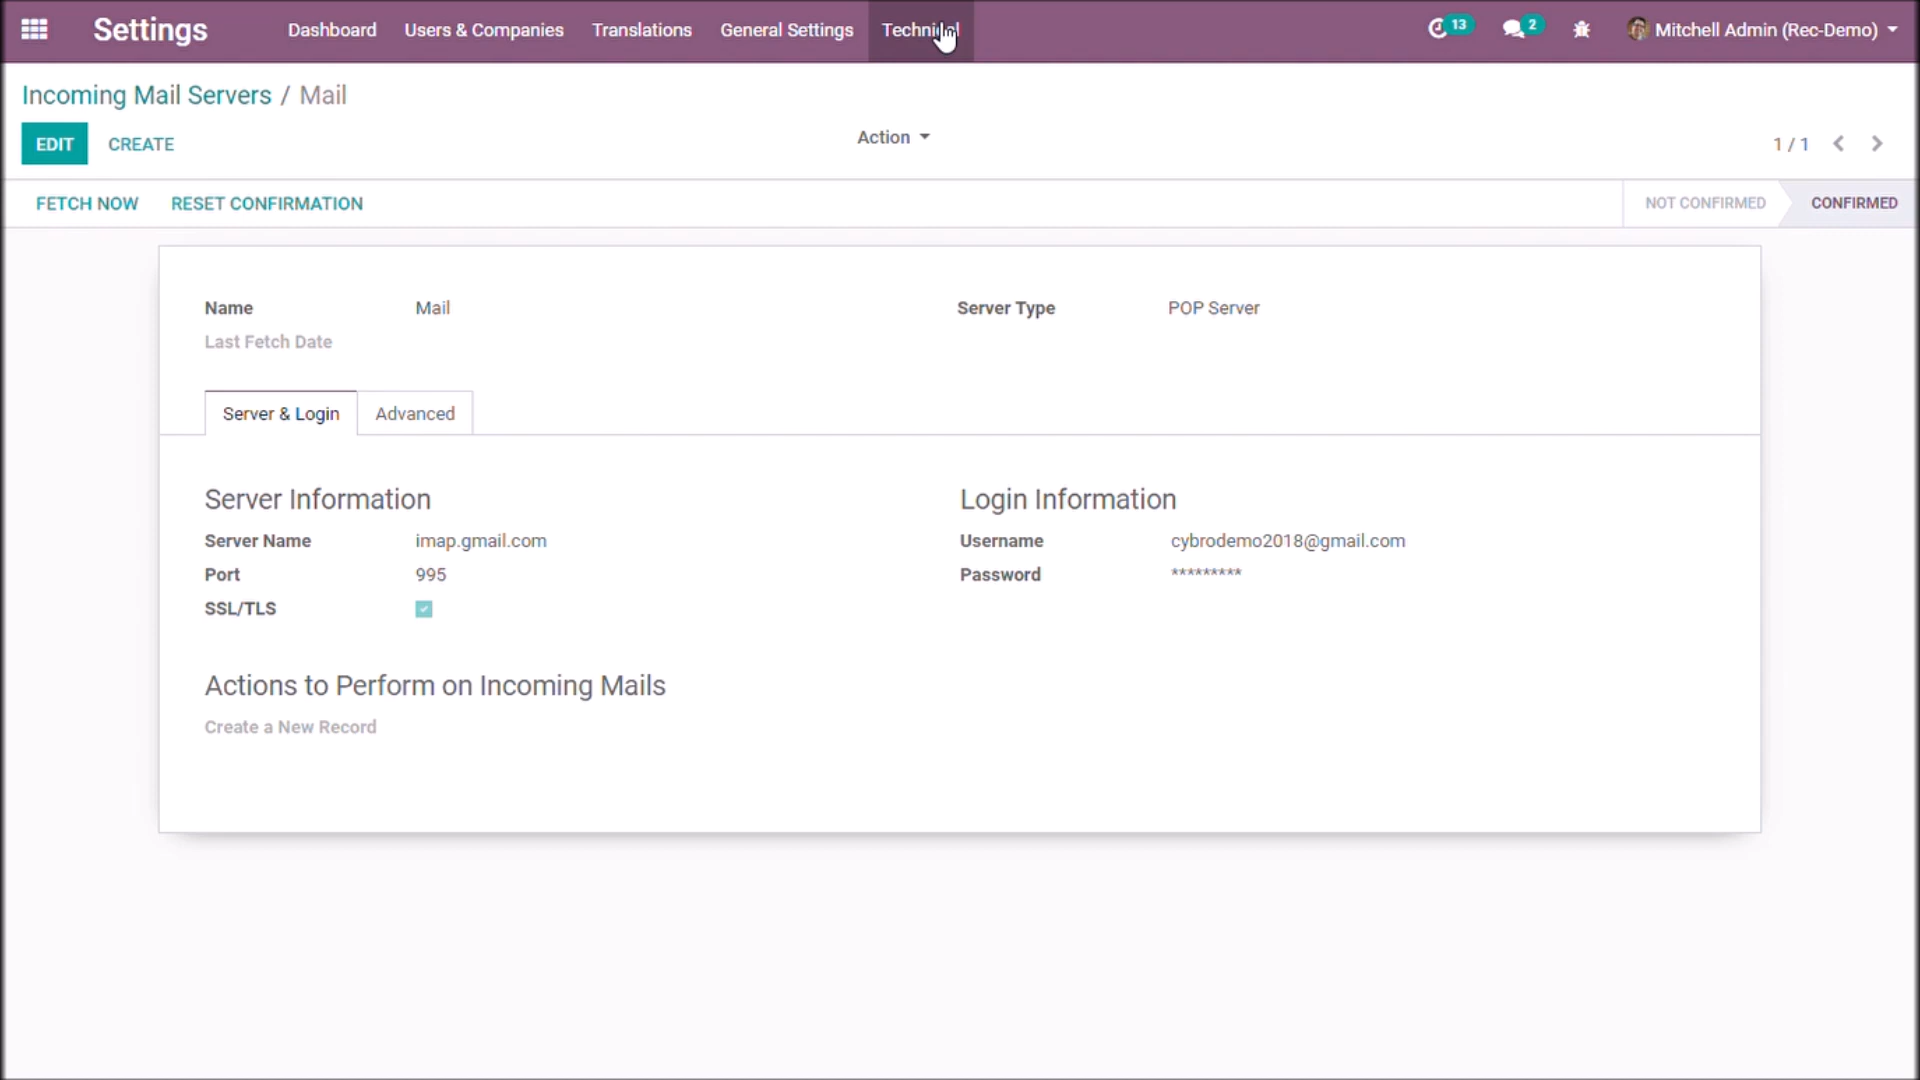 Settings Dashboard Users & Companies Translations General Settings Technical 13 2 Mitchell Admin (Rec-Demo)
Incoming Mail Servers / Mail
EDIT CREATE Action 1 / 1
FETCH NOW RESET CONFIRMATION NOT CONFIRMED CONFIRMED
Name Mail Server Type POP Server
Last Fetch Date
Server & Login Advanced
Server Information Login Information
Server Name imap.gmail.com Username cybrodemo2018@gmail.com
Port 995 Password *********
SSL/TLS
Actions to Perform on Incoming Mails
Create a New Record